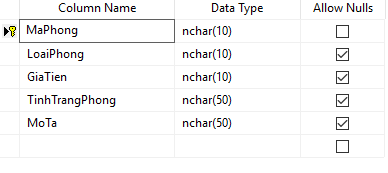 Column Name Data Type Allow Nulls
MaPhong nchar(10)
LoaiPhong nchar(10)
GiaTien nchar(10)
TinhTrangPhong nchar(50)
MoTa nchar(50)